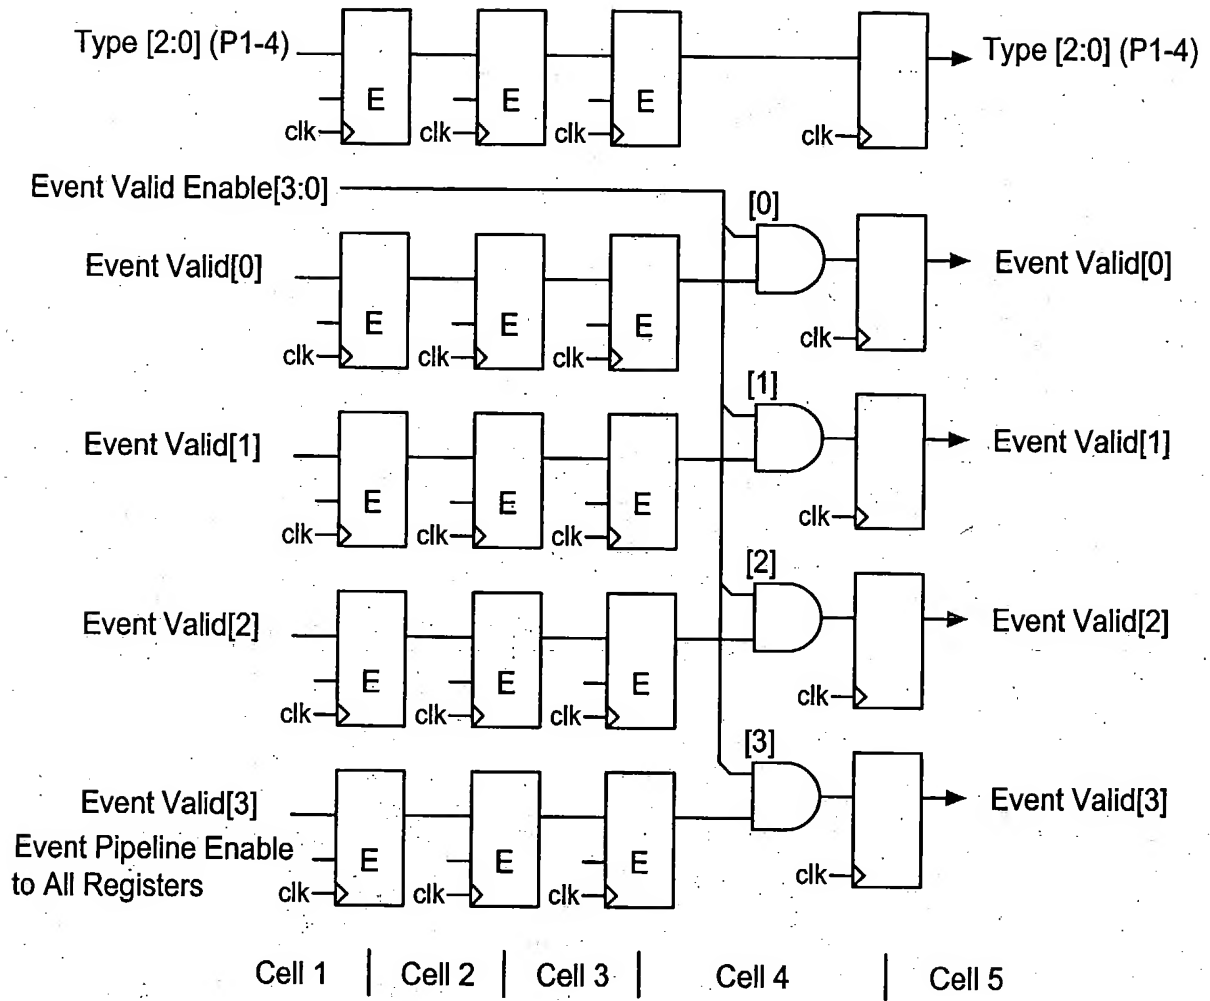 Type [2:0] (P1-4)
E
E
E
Type [2:0] (P1-4)
clk
clk
clk
clk
Event Valid Enable[3:0]
[0]
Event Valid[0]
E
E
E
Event Valid[0]
clk
clk
clk
clk
[1]
Event Valid[1]
E
E
E
Event Valid[1]
clk
clk
clk
clk
[2]
Event Valid[2]
E
E
E
Event Valid[2]
clk
clk
clk
clk
[3]
Event Valid[3]
Event Pipeline Enable
to All Registers
E
E
E
Event Valid[3]
clk
clk
clk
clk
Cell 1
Cell 2
Cell 3
Cell 4
Cell 5